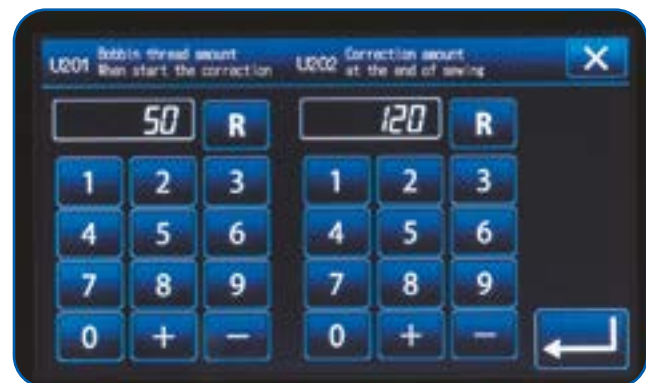 U201 Bobbin thread amount
When start the correction
U202 Correction amount
at the end of sewing
50 R
120 R
1 2 3
1 2 3
4 5 6
4 5 6
7 8 9
7 8 9
0 + −
0 + −